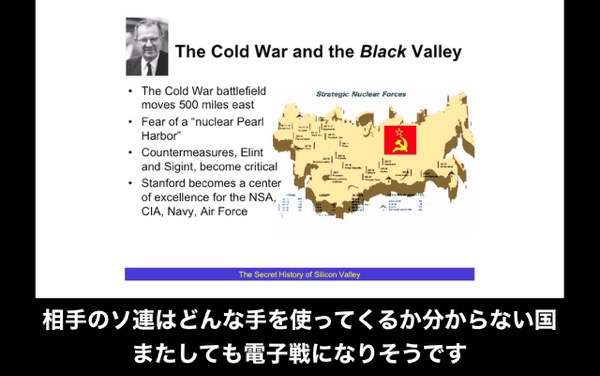 The Cold War and the Black Valley
• The Cold War battlefield
moves 500 miles east
• Fear of a “nuclear Pearl
Harbor”
• Countermeasures, Elint
and Sigint, become critical
• Stanford becomes a center
of excellence for the NSA,
CIA, Navy, Air Force
Strategic Nuclear Forces
The Secret History of Silicon Valley
相手のソ連はどんな手を使ってくるか分からない国
またしても電子戦になりそうです